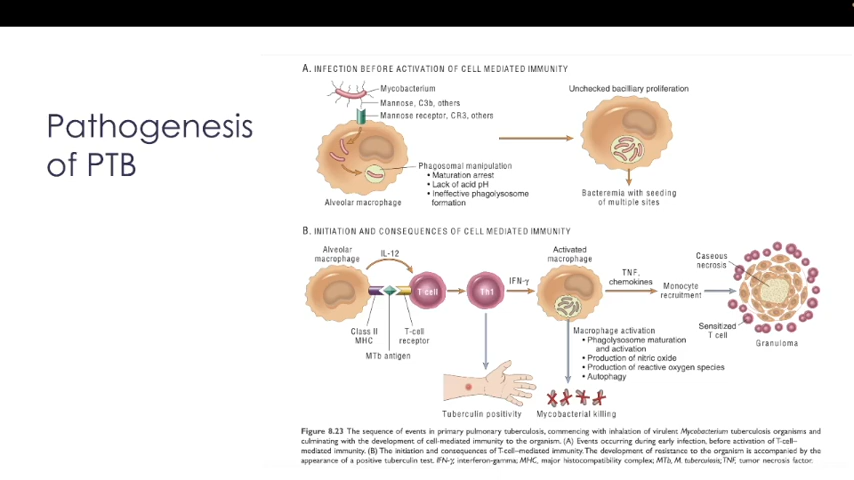 Pathogenesis
of PTB
A. INFECTION BEFORE ACTIVATION OF CELL MEDIATED IMMUNITY
Mycobacterium
Mannose, C3b, others
Mannose receptor, CR3, others
Phagosomal manipulation
• Maturation arrest
• Lack of acid pH
• Ineffective phagolysosome
formation
Alveolar macrophage
Unchecked bacillary proliferation
Bacteremia with seeding
of multiple sites
B. INITIATION AND CONSEQUENCES OF CELL MEDIATED IMMUNITY
Alveolar
macrophage
IL-12
T cell
Class II
MHC
T-cell
receptor
MTb antigen
Th1
IFN-γ
Activated
macrophage
TNF,
chemokines
Monocyte
recruitment
Caseous
necrosis
Sensitized
T cell
Granuloma
Macrophage activation
• Phagolysosome maturation
and activation
• Production of nitric oxide
• Production of reactive oxygen species
• Autophagy
Tuberculin positivity
Mycobacterial killing
Figure 8.23 The sequence of events in primary pulmonary tuberculosis, commencing with inhalation of virulent Mycobacterium tuberculosis organisms and
culminating with the development of cell-mediated immunity to the organism. (A) Events occurring during early infection, before activation of T-cell–
mediated immunity. (B) The initiation and consequences of T-cell–mediated immunity. The development of resistance to the organism is accompanied by the
appearance of a positive tuberculin test. IFN-γ, interferon-gamma; MHC, major histocompatibility complex; MTb, M. tuberculosis; TNF, tumor necrosis factor.